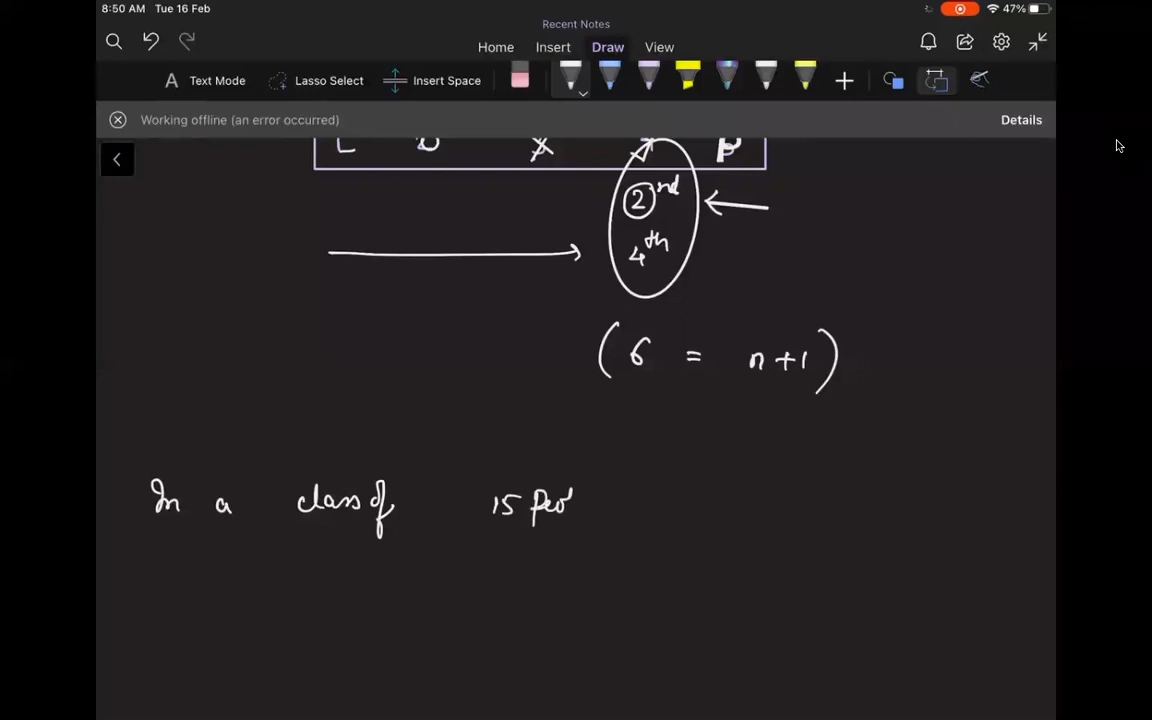 8:50 AM Tue 16 Feb
47%
Recent Notes
Home Insert Draw View
Text Mode Lasso Select Insert Space
Working offline (an error occurred) Details
2nd
4th
(6 = n+1)
In a class of 15